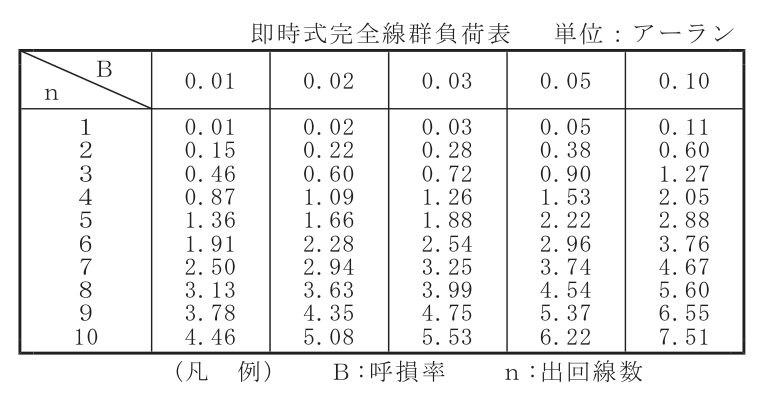 即時式完全線群負荷表 単位:アーラン
B
n 0.01 0.02 0.03 0.05 0.10
1 0.01 0.02 0.03 0.05 0.11
2 0.15 0.22 0.28 0.38 0.60
3 0.46 0.60 0.72 0.90 1.27
4 0.87 1.09 1.26 1.53 2.05
5 1.36 1.66 1.88 2.22 2.88
6 1.91 2.28 2.54 2.96 3.76
7 2.50 2.94 3.25 3.74 4.67
8 3.13 3.63 3.99 4.54 5.60
9 3.78 4.35 4.75 5.37 6.55
10 4.46 5.08 5.53 6.22 7.51
(凡 例) B:呼損率 n:出回線数